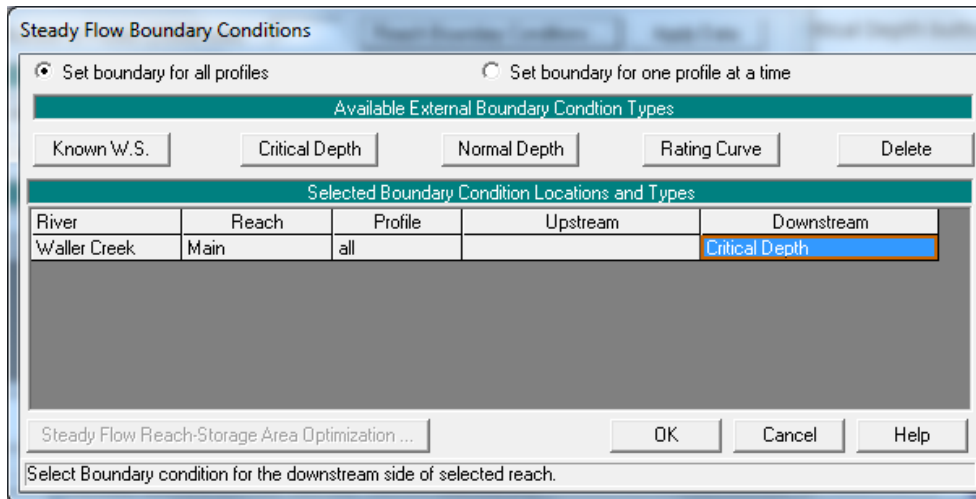 Steady Flow Boundary Conditions
Set boundary for all profiles Set boundary for one profile at a time
Available External Boundary Condtion Types
Known W.S. Critical Depth Normal Depth Rating Curve Delete
Selected Boundary Condition Locations and Types
River Reach Profile Upstream Downstream
Waller Creek Main all Critical Depth
Steady Flow Reach-Storage Area Optimization ... OK Cancel Help
Select Boundary condition for the downstream side of selected reach.